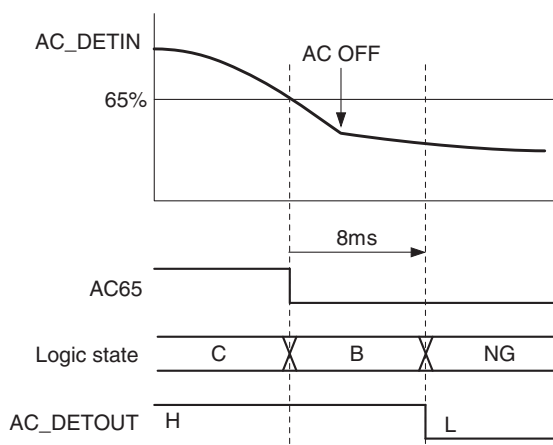 AC_DETIN
AC OFF
65%
8ms
AC65
Logic state
C
B
NG
AC_DETOUT
H
L